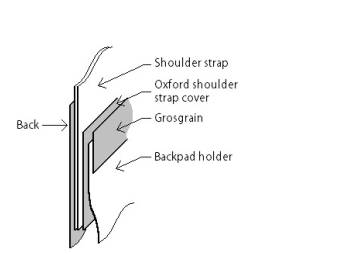 Shoulder strap
Oxford shoulder
strap cover
Grosgrain
Back
Backpad holder